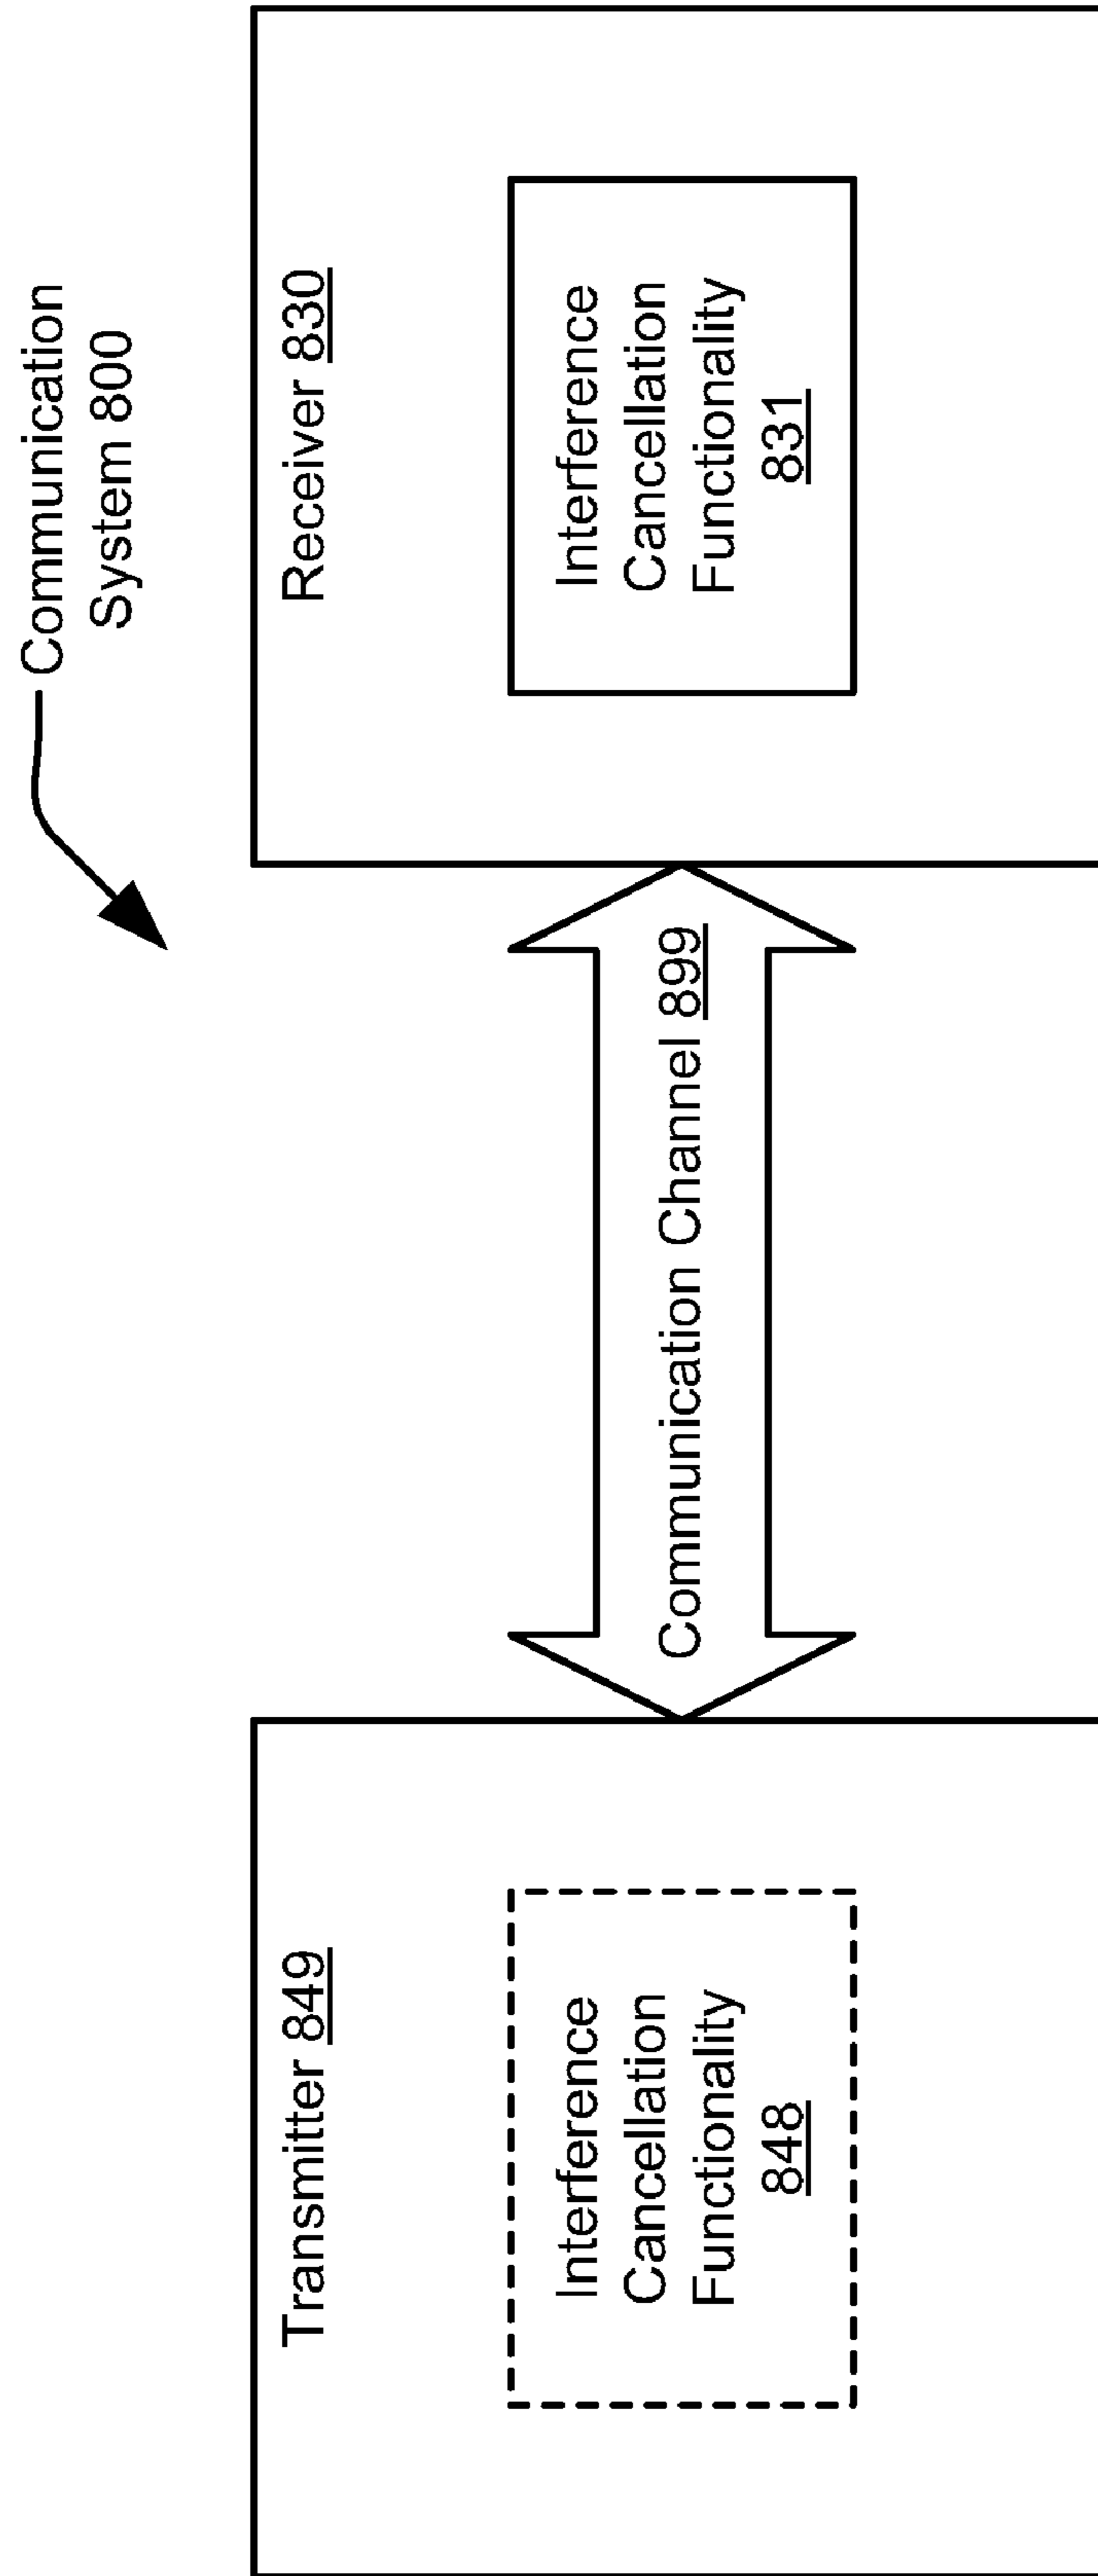 Communication
System 800
Transmitter 849
Interference
Cancellation
Functionality
848
Communication Channel 899
Receiver 830
Interference
Cancellation
Functionality
831